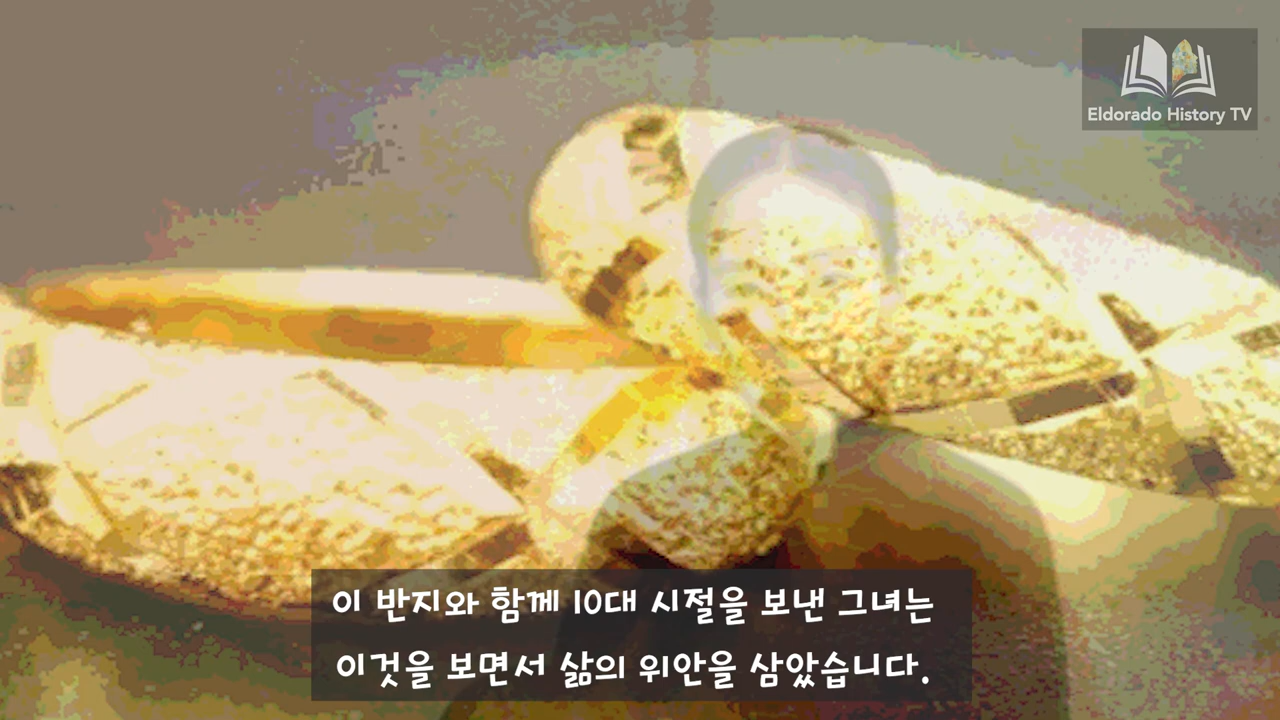 Eldorado History TV
이 반지와 함께 10대 시절을 보낸 그녀는
이것을 보면서 삶의 위안을 삼았습니다.